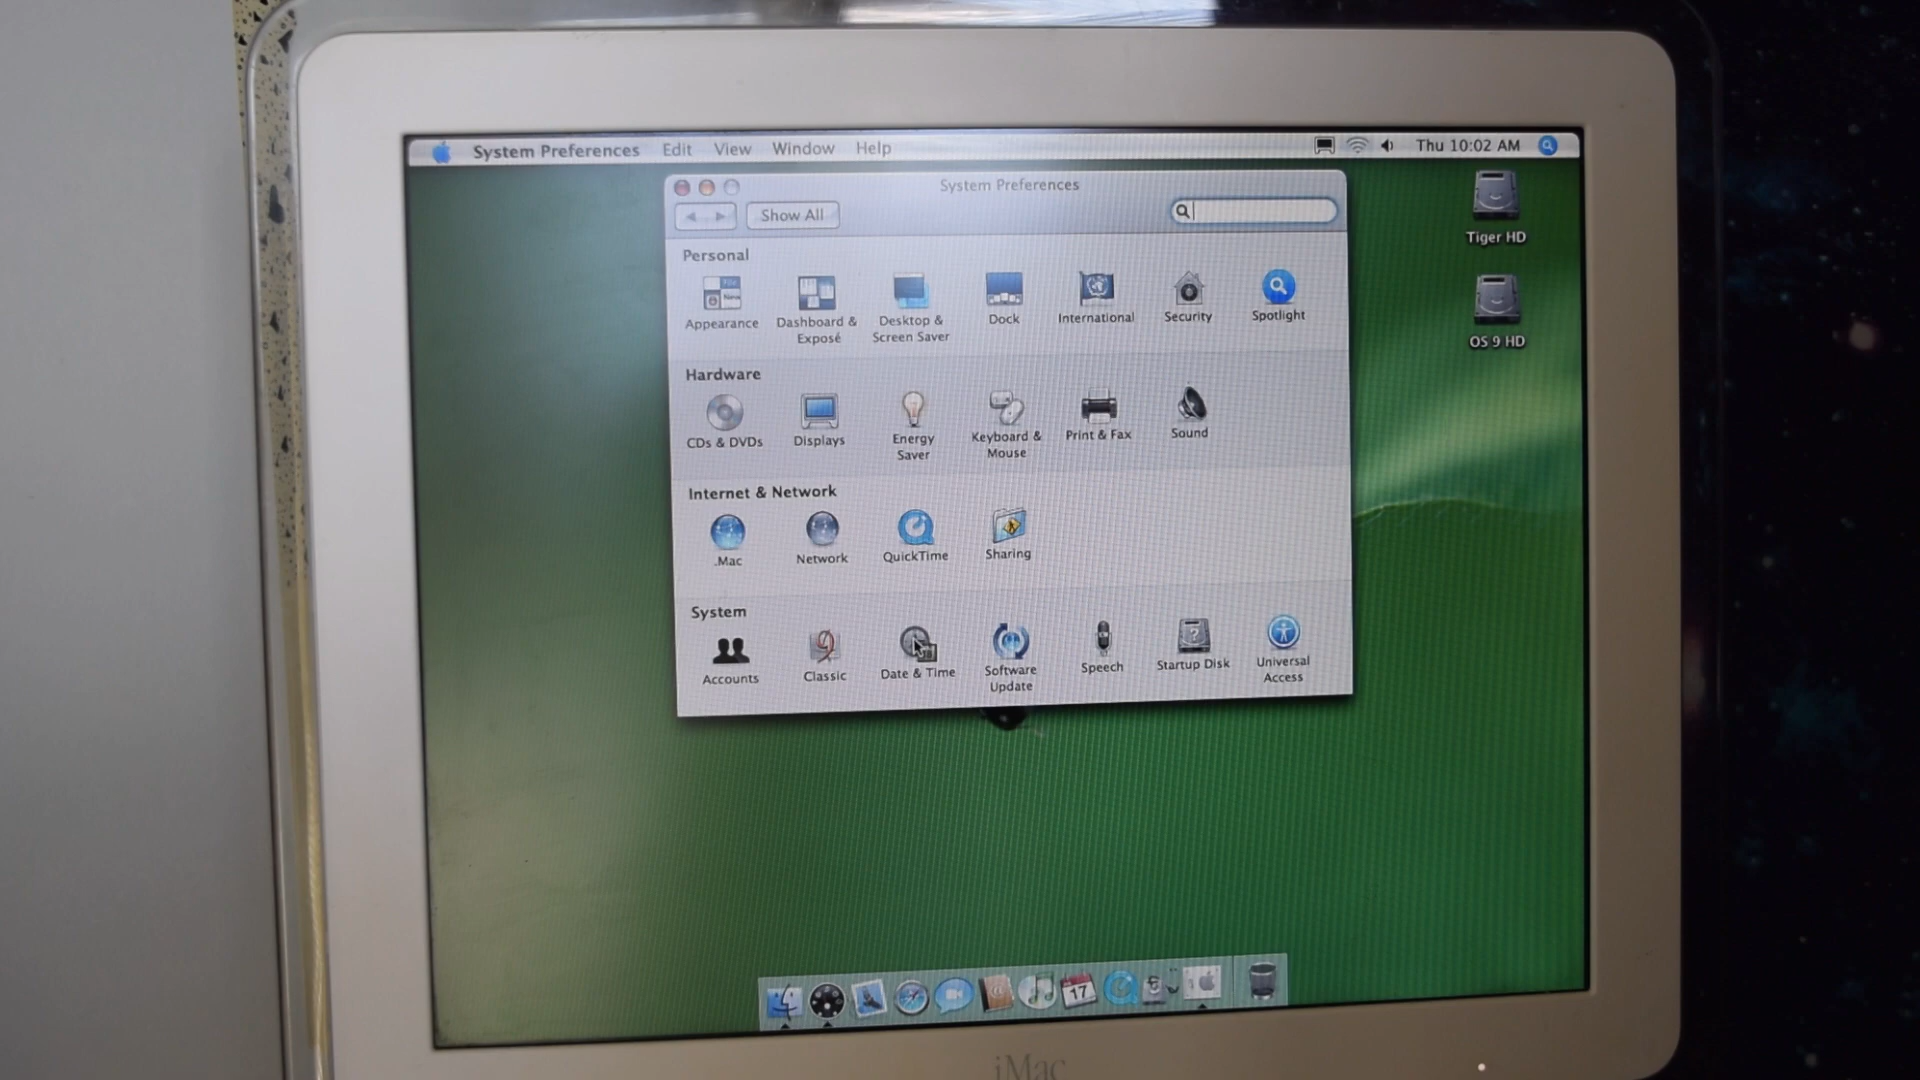 System Preferences Edit View Window Help Thu 10:02 AM
System Preferences
Show All
Tiger HD
OS 9 HD
Personal
Appearance
Dashboard &
Exposé
Desktop &
Screen Saver
Dock
International
Security
Spotlight
Hardware
CDs & DVDs
Displays
Energy
Saver
Keyboard &
Mouse
Print & Fax
Sound
Internet & Network
.Mac
Network
QuickTime
Sharing
System
Accounts
Classic
Date & Time
Software
Update
Speech
Startup Disk
Universal
Access
17
iMac